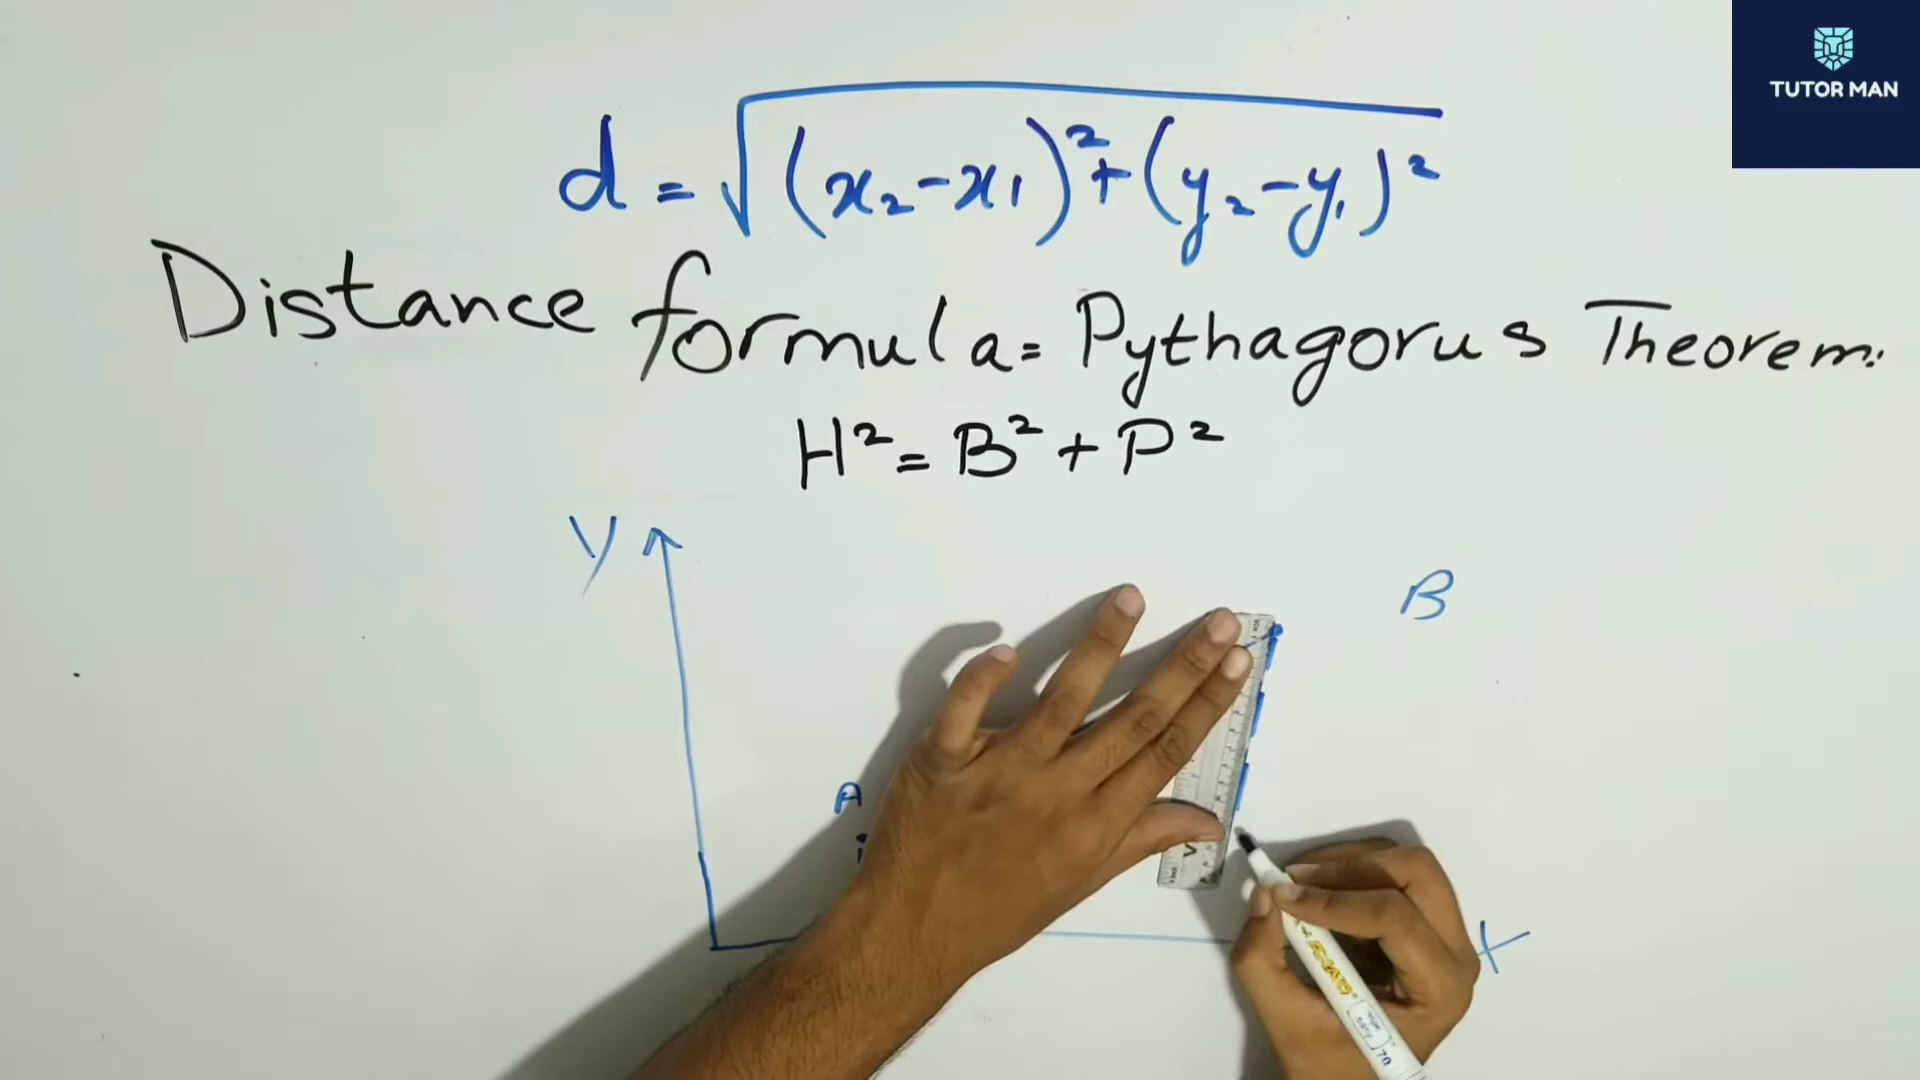 TUTOR MAN
d = √(x₂-x₁)²+(y₂-y₁)²
Distance formula = Pythagorus Theorem.
H² = B² + P²
Y
B
A